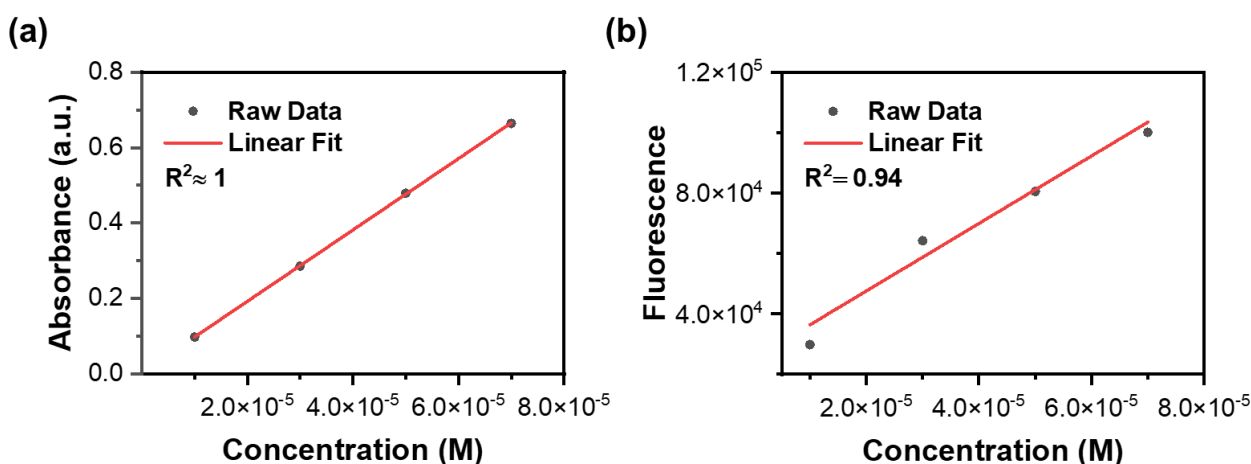 (a)
Absorbance (a.u.)
0.8
0.6
0.4
0.2
0.0
Raw Data
Linear Fit
R²≈ 1
2.0×10⁻⁵ 4.0×10⁻⁵ 6.0×10⁻⁵ 8.0×10⁻⁵
Concentration (M)
(b)
Fluorescence
1.2×10⁵
8.0×10⁴
4.0×10⁴
Raw Data
Linear Fit
R²= 0.94
2.0×10⁻⁵ 4.0×10⁻⁵ 6.0×10⁻⁵ 8.0×10⁻⁵
Concentration (M)